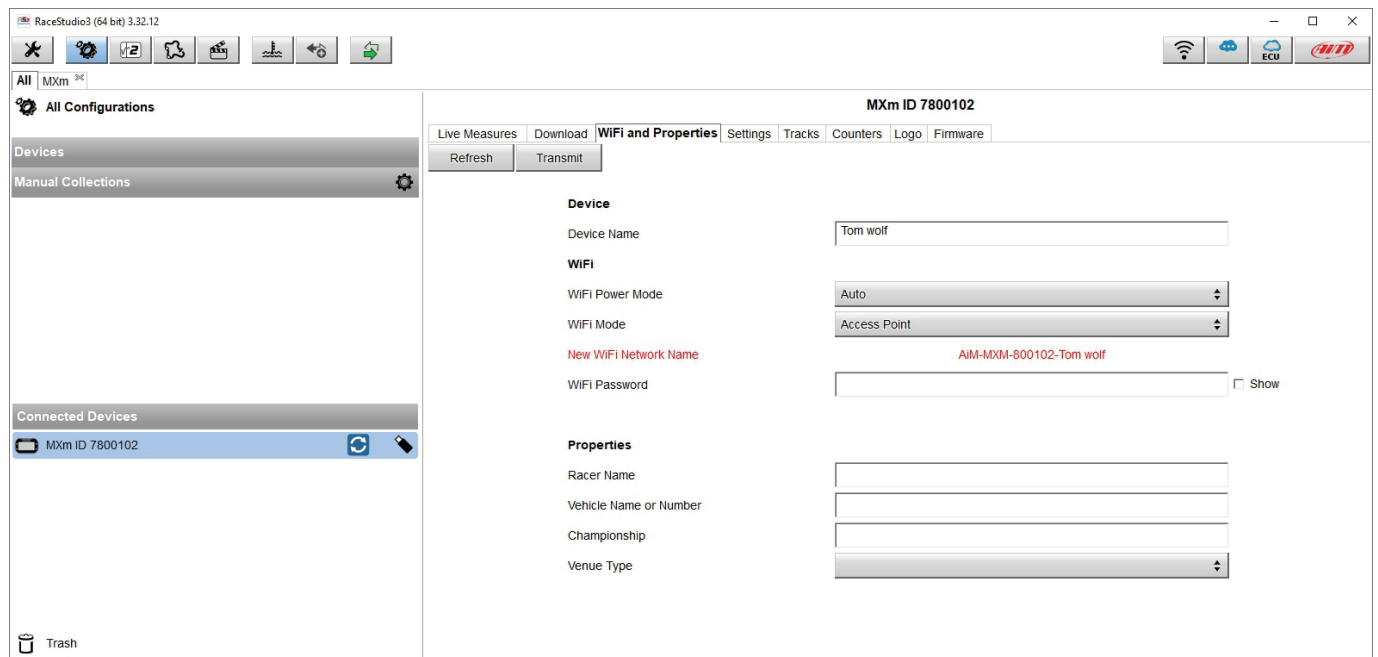 RaceStudio3 (64 bit) 3.32.12
ECU
AiM
All MXm
All Configurations
Devices
Manual Collections
Connected Devices
MXm ID 7800102
Trash
MXm ID 7800102
Live Measures Download WiFi and Properties Settings Tracks Counters Logo Firmware
Refresh Transmit
Device
Device Name Tom wolf
WiFi
WiFi Power Mode Auto
WiFi Mode Access Point
New WiFi Network Name AiM-MXM-800102-Tom wolf
WiFi Password Show
Properties
Racer Name
Vehicle Name or Number
Championship
Venue Type